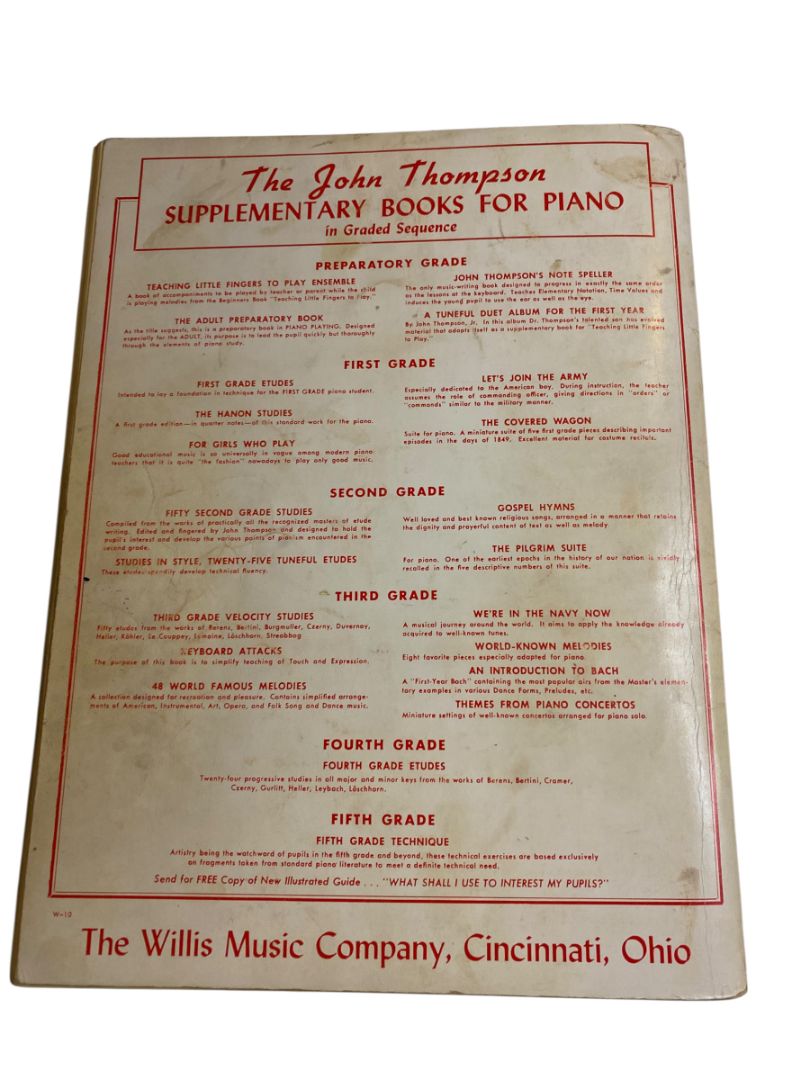 The John Thompson
SUPPLEMENTARY BOOKS FOR PIANO
in Graded Sequence
PREPARATORY GRADE
TEACHING LITTLE FINGERS TO PLAY ENSEMBLE
A book of accompaniments to be played by teacher or parent while the child
is playing melodies from the Beginners Book "Teaching Little Fingers to Play."
THE ADULT PREPARATORY BOOK
As the title suggests, this is a preparatory book in PIANO PLAYING. Designed
especially for the ADULT, its purpose is to lead the pupil quickly but thoroughly
through the elements of piano study.
JOHN THOMPSON'S NOTE SPELLER
The only music-writing book designed to progress in exactly the same order
as the lessons at the keyboard. Teaches Elementary Notation, Time Values and
induces the young pupil to use the ear as well as the eye.
A TUNEFUL DUET ALBUM FOR THE FIRST YEAR
By John Thompson, Jr. In this album Dr. Thompson's talented son has evolved
material that adapts itself as a supplementary book for "Teaching Little Fingers
to Play."
FIRST GRADE
FIRST GRADE ETUDES
Intended to lay a foundation in technique for the FIRST GRADE piano student.
THE HANON STUDIES
A first grade edition—in quarter notes—of this standard work for the piano.
FOR GIRLS WHO PLAY
Good educational music is so universally in vogue among modern piano
teachers that it is quite "the fashion" nowadays to play only good music.
LET'S JOIN THE ARMY
Especially dedicated to the American boy. During instruction, the teacher
assumes the role of commanding officer, giving directions in "orders" or
"commands" similar to the military manner.
THE COVERED WAGON
Suite for piano. A miniature suite of five first grade pieces describing important
episodes in the days of 1849. Excellent material for costume recitals.
SECOND GRADE
FIFTY SECOND GRADE STUDIES
Compiled from the works of practically all the recognized masters of etude
writing. Edited and fingered by John Thompson and designed to hold the
pupil's interest and develop the various points of pianism encountered in the
second grade.
STUDIES IN STYLE, TWENTY-FIVE TUNEFUL ETUDES
These etudes speedily develop technical fluency.
GOSPEL HYMNS
Well loved and best known religious songs, arranged in a manner that retains
the dignity and prayerful content of text as well as melody.
THE PILGRIM SUITE
For piano. One of the earliest epochs in the history of our nation is vividly
recalled in the five descriptive numbers of this suite.
THIRD GRADE
THIRD GRADE VELOCITY STUDIES
Fifty etudes from the works of Berens, Bertini, Burgmuller, Czerny, Duvernoy,
Heller, Köhler, Le Couppey, Lemoine, Löschhorn, Streabbog
KEYBOARD ATTACKS
The purpose of this book is to simplify teaching of Touch and Expression.
48 WORLD FAMOUS MELODIES
A collection designed for recreation and pleasure. Contains simplified arrange-
ments of American, Instrumental, Art, Opera, and Folk Song and Dance music.
WE'RE IN THE NAVY NOW
A musical journey around the world. It aims to apply the knowledge already
acquired to well-known tunes.
WORLD-KNOWN MELODIES
Eight favorite pieces especially adapted for piano.
AN INTRODUCTION TO BACH
A "First-Year Bach" containing the most popular airs from the Master's elemen-
tary examples in various Dance Forms, Preludes, etc.
THEMES FROM PIANO CONCERTOS
Miniature settings of well-known concertos arranged for piano solo.
FOURTH GRADE
FOURTH GRADE ETUDES
Twenty-four progressive studies in all major and minor keys from the works of Berens, Bertini, Cramer,
Czerny, Gurlitt, Heller, Leybach, Löschhorn.
FIFTH GRADE
FIFTH GRADE TECHNIQUE
Artistry being the watchword of pupils in the fifth grade and beyond, these technical exercises are based exclusively
on fragments taken from standard piano literature to meet a definite technical need.
Send for FREE Copy of New Illustrated Guide . . . "WHAT SHALL I USE TO INTEREST MY PUPILS?"
W-10
The Willis Music Company, Cincinnati, Ohio